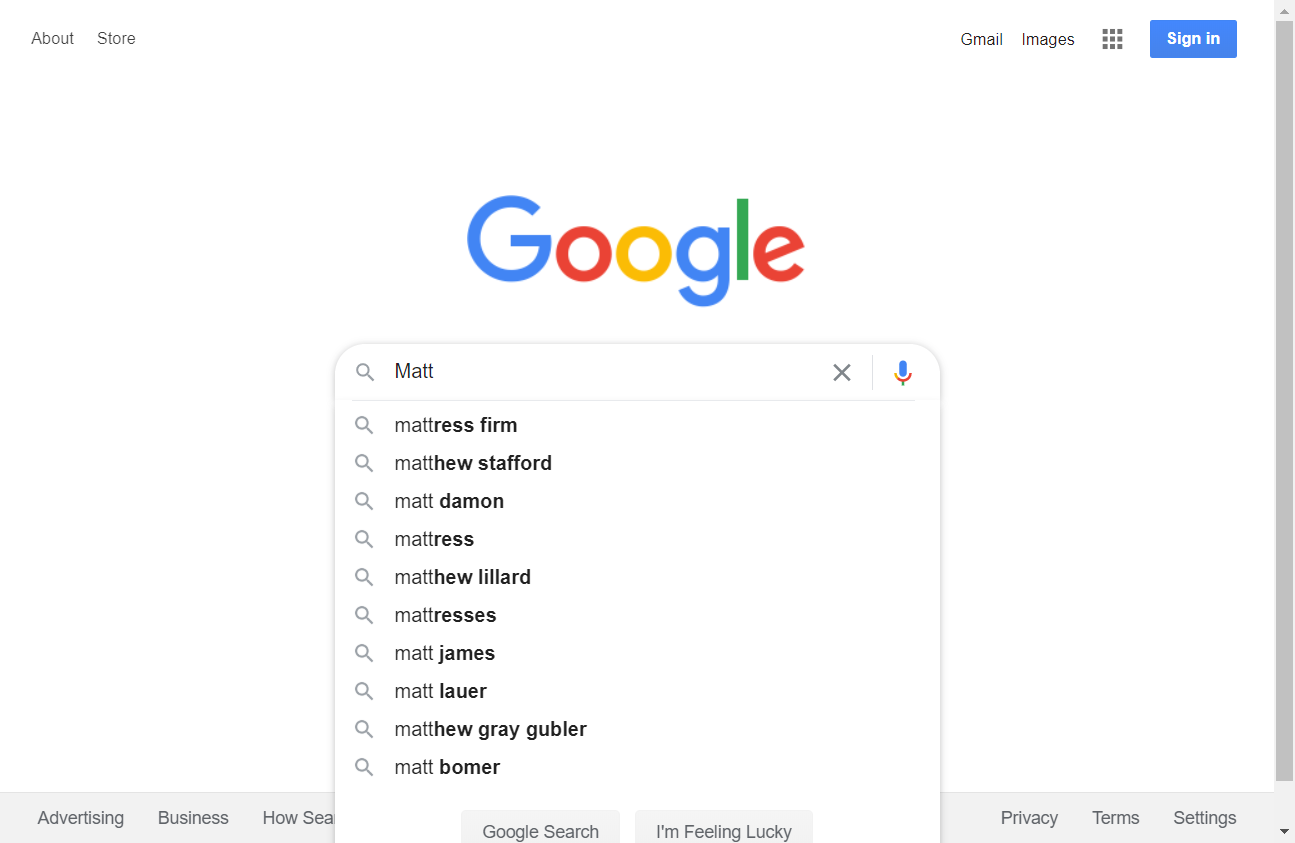 About Store Gmail Images Sign in
Google
Matt
mattress firm
matthew stafford
matt damon
mattress
matthew lillard
mattresses
matt james
matt lauer
matthew gray gubler
matt bomer
Google Search I'm Feeling Lucky
Advertising Business How Sea Privacy Terms Settings